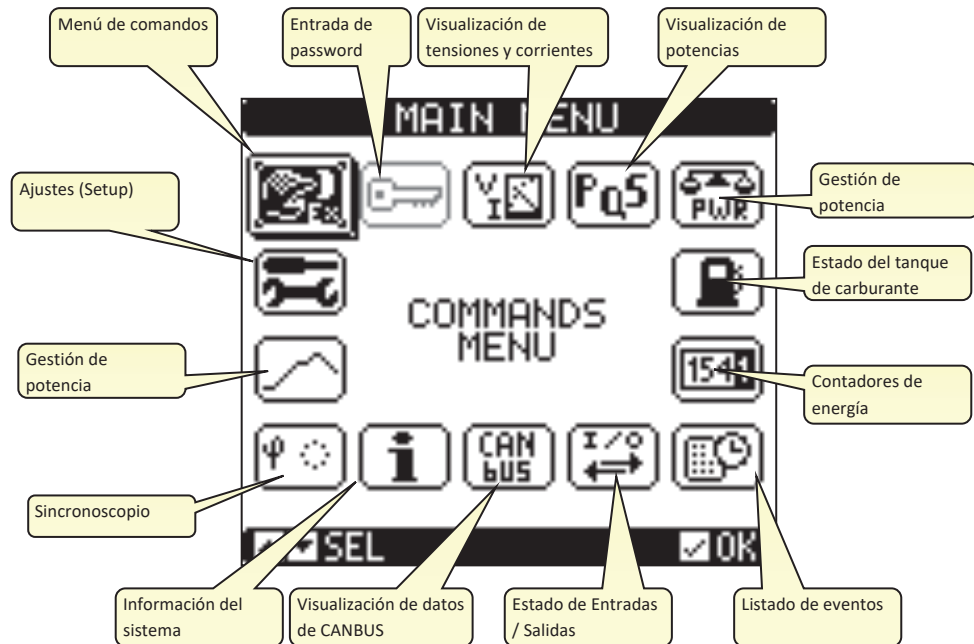 Menú de comandos
Entrada de
password
Visualización de
tensiones y corrientes
Visualización de
potencias
MAIN MENU
V
I
PQS
PWR
Ajustes (Setup)
Gestión de
potencia
Estado del tanque
de carburante
COMMANDS
MENU
Gestión de
potencia
1541
Contadores de
energía
φ
i
CAN
bUS
I/O
Sincronoscopio
SEL
OK
Información del
sistema
Visualización de datos
de CANBUS
Estado de Entradas
/ Salidas
Listado de eventos